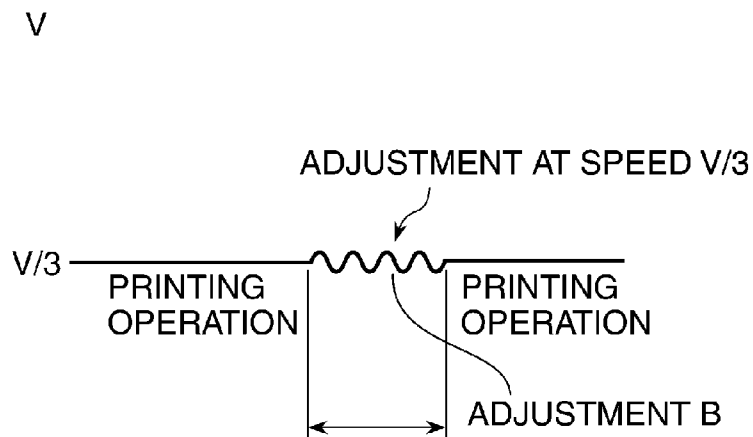 V
ADJUSTMENT AT SPEED V/3
V/3
PRINTING
OPERATION
PRINTING
OPERATION
ADJUSTMENT B